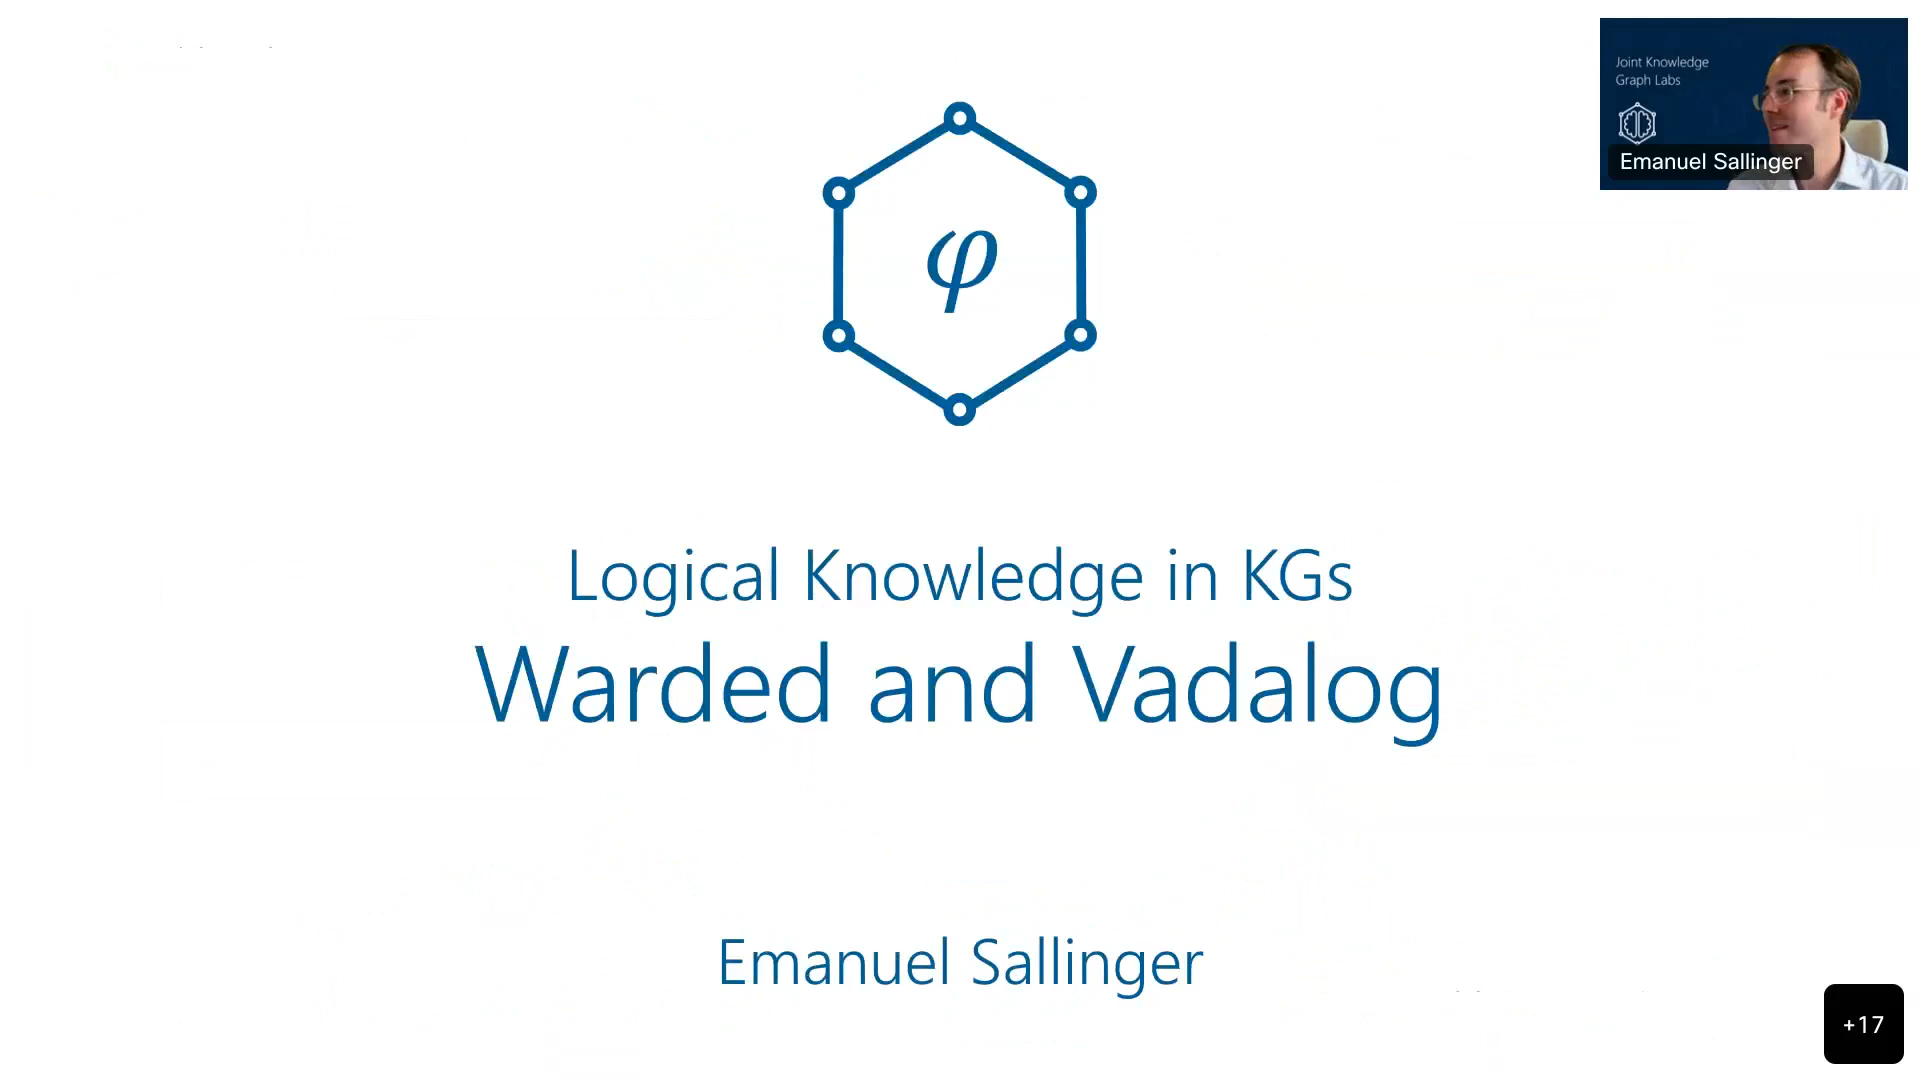 Joint Knowledge
Graph Labs
Emanuel Sallinger
φ
Logical Knowledge in KGs
Warded and Vadalog
Emanuel Sallinger
+17